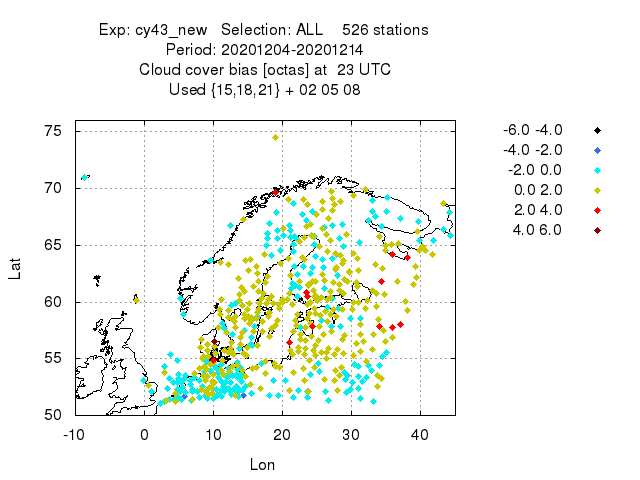 Exp: cy43_new   Selection: ALL    526 stations
Period: 20201204-20201214
Cloud cover bias [octas] at  23 UTC
Used {15,18,21} + 02 05 08
-6.0 -4.0
-4.0 -2.0
-2.0 0.0
0.0 2.0
2.0 4.0
4.0 6.0
75
70
65
60
55
50
Lat
-10 0 10 20 30 40
Lon